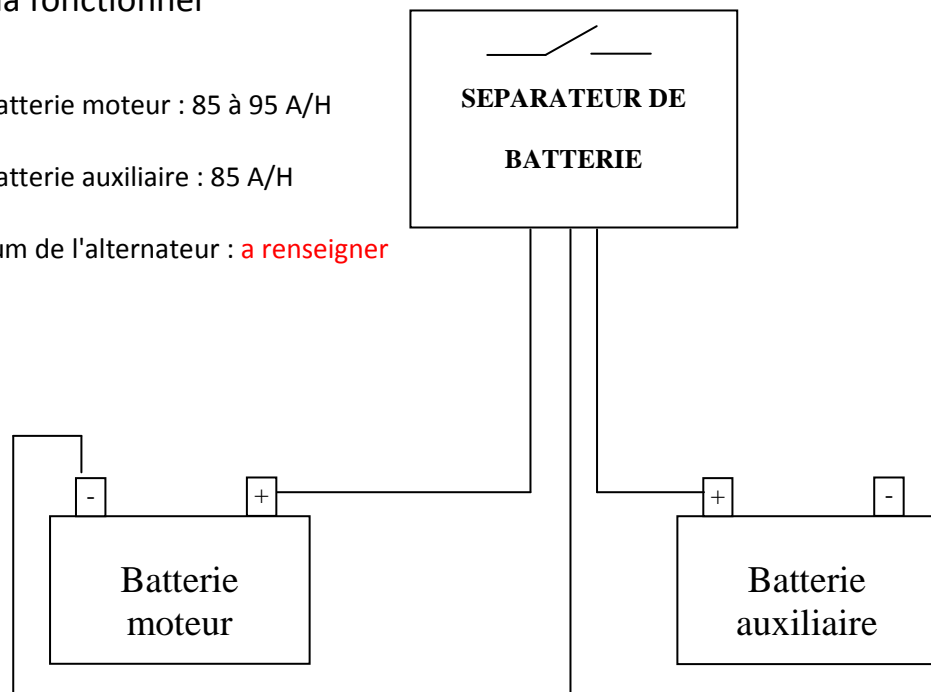 la fonctionner
atterie moteur : 85 à 95 A/H
atterie auxiliaire : 85 A/H
um de l'alternateur : a renseigner
SEPARATEUR DE
BATTERIE
- + + -
Batterie
moteur
Batterie
auxiliaire